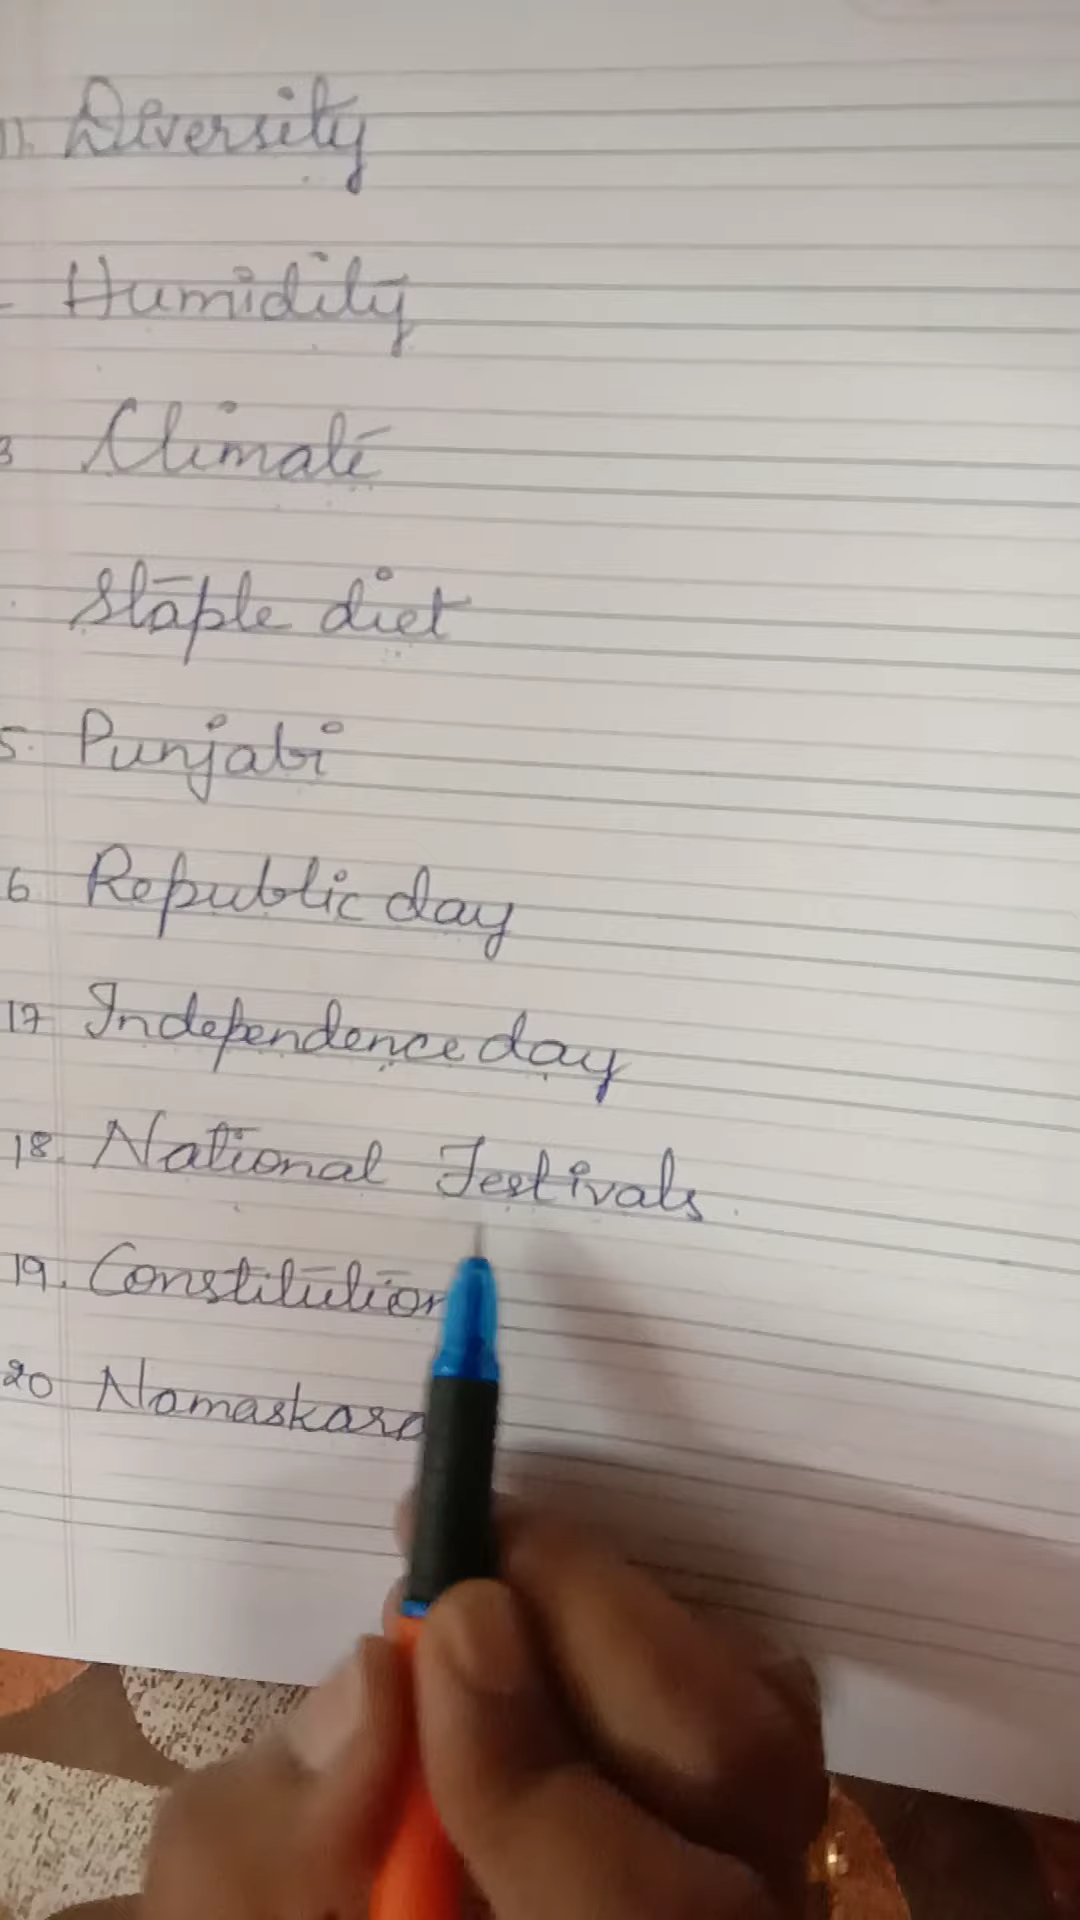 11. Diversity
Humidity
3 Climate
Staple diet
5. Punjabi
6 Republic day
17 Independence day
18. National Festivals.
19. Constitution
20 Namaskara